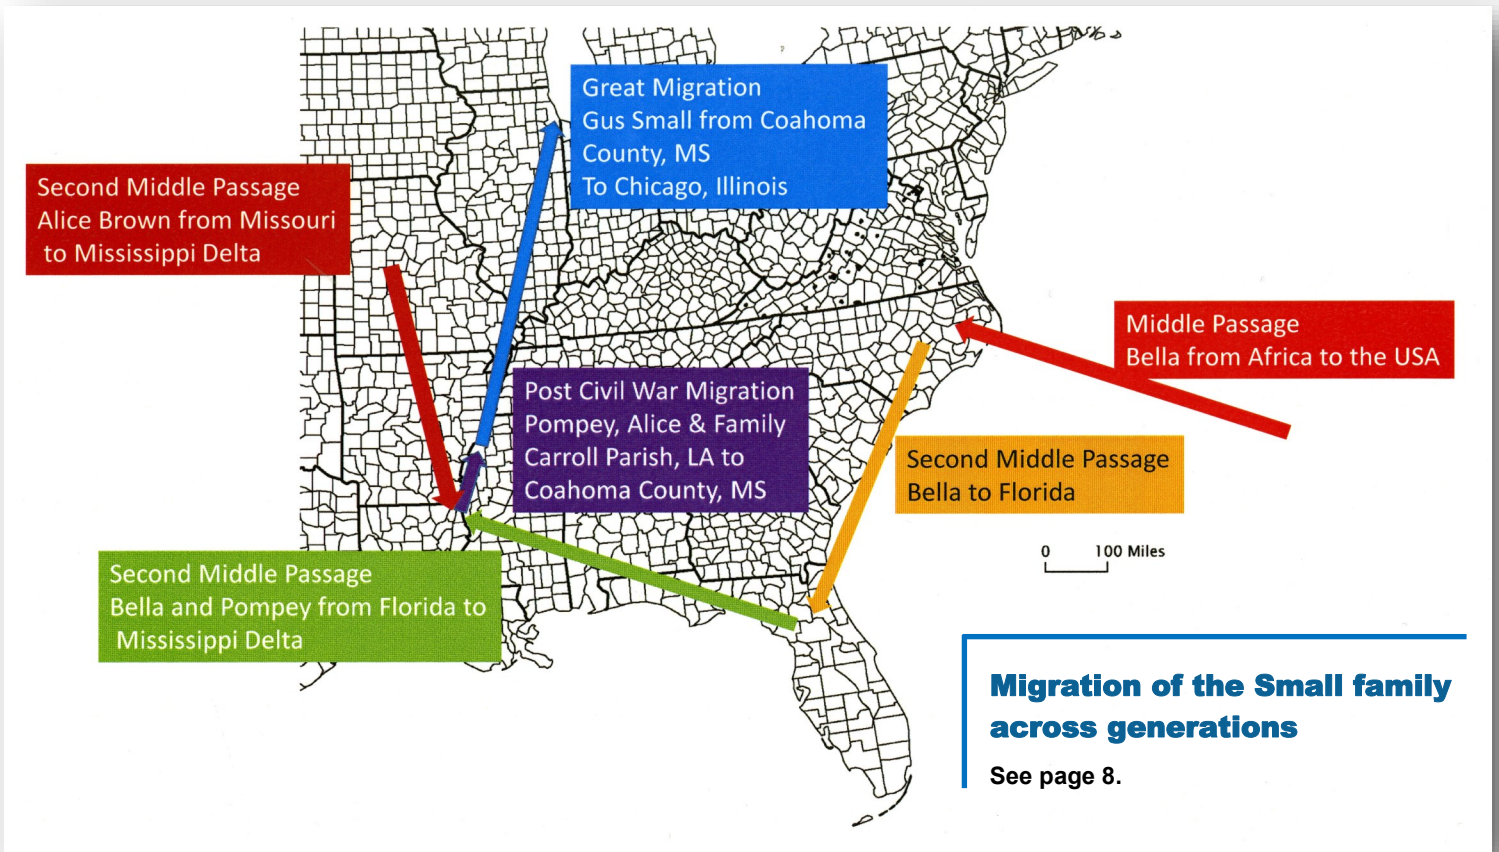 Great Migration
Gus Small from Coahoma
County, MS
To Chicago, Illinois
Second Middle Passage
Alice Brown from Missouri
to Mississippi Delta
Middle Passage
Bella from Africa to the USA
Post Civil War Migration
Pompey, Alice & Family
Carroll Parish, LA to
Coahoma County, MS
Second Middle Passage
Bella to Florida
0 100 Miles
Second Middle Passage
Bella and Pompey from Florida to
Mississippi Delta
Migration of the Small family
across generations
See page 8.